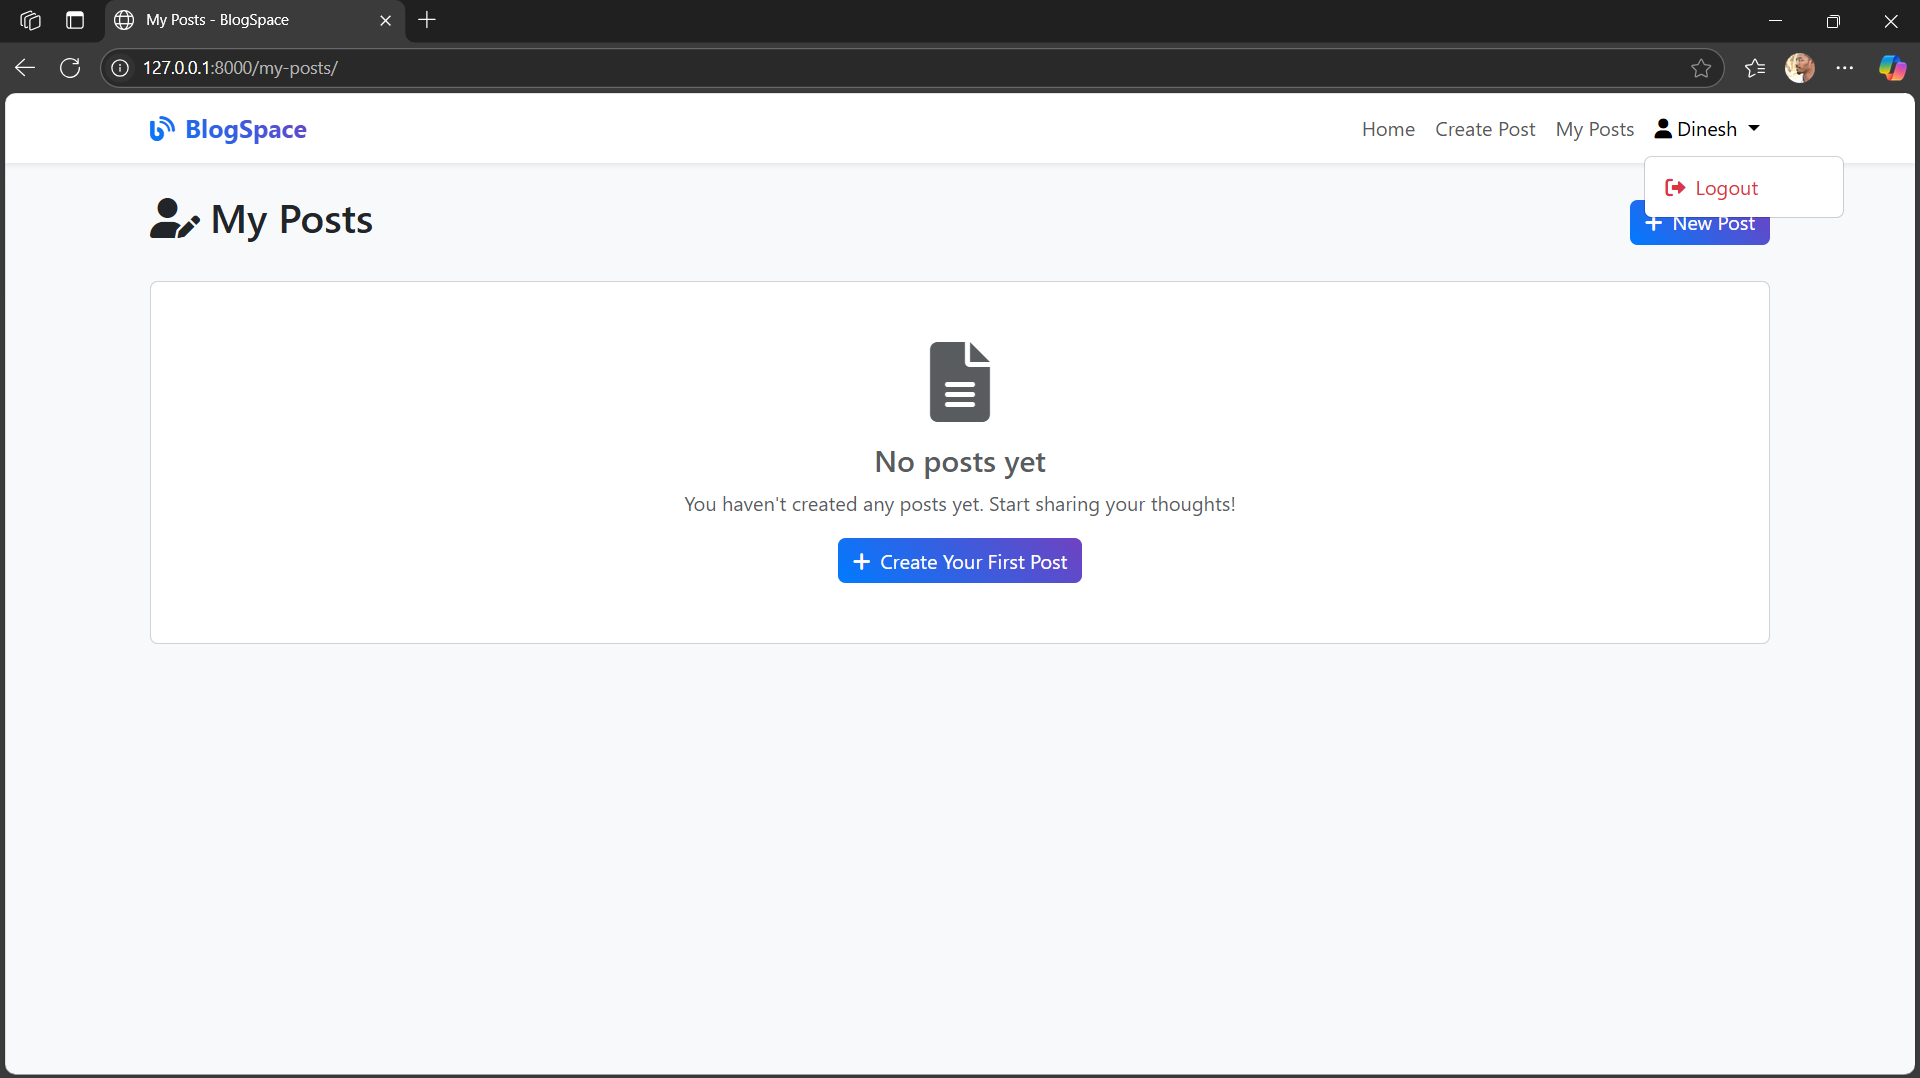 My Posts - BlogSpace
127.0.0.1:8000/my-posts/
BlogSpace
Home Create Post My Posts Dinesh
Logout
My Posts
New Post
No posts yet
You haven't created any posts yet. Start sharing your thoughts!
Create Your First Post